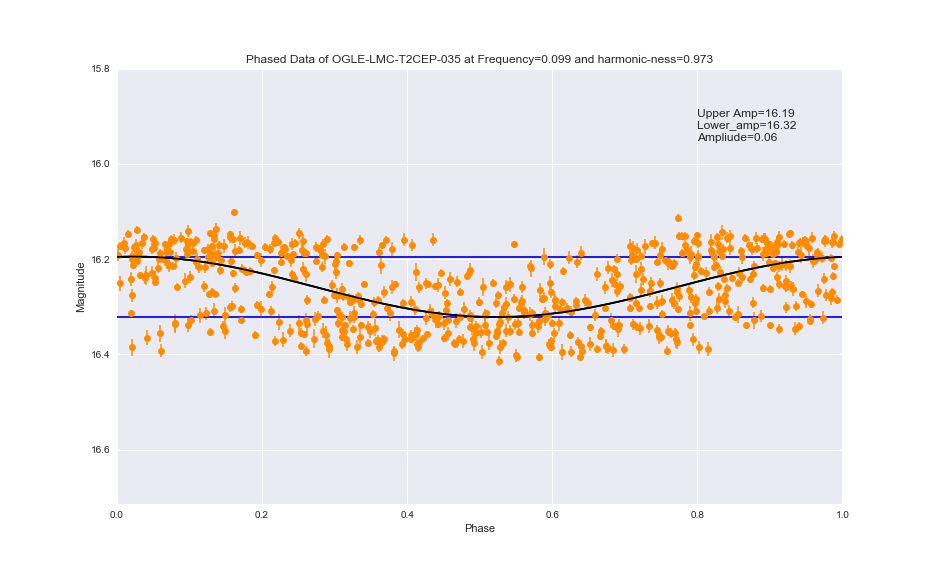 Phased Data of OGLE-LMC-T2CEP-035 at Frequency=0.099 and harmonic-ness=0.973
15.8
Upper Amp=16.19
Lower_amp=16.32
Ampliude=0.06
16.0
16.2
Magnitude
16.4
16.6
0.0 0.2 0.4 0.6 0.8 1.0
Phase